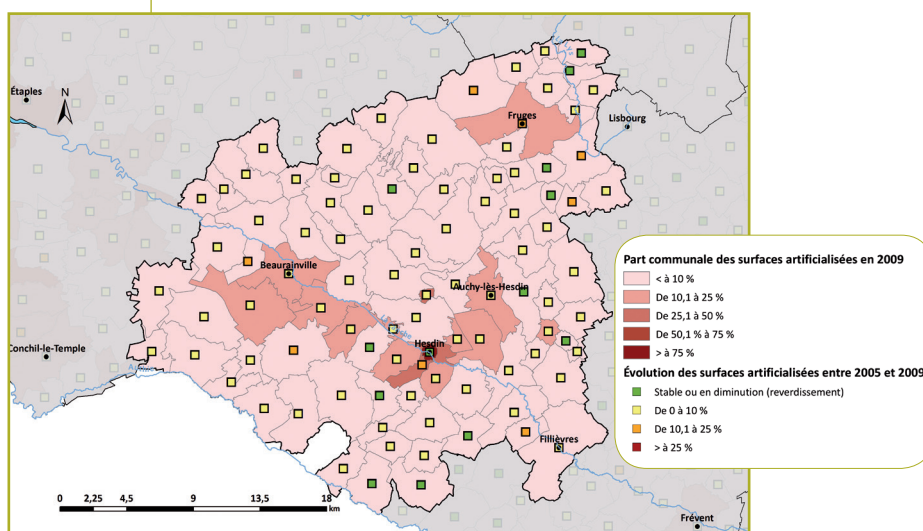 Étaples
N
Fruges
Lisbourg
Beaurainville
Auchy-lès-Hesdin
Hesdin
Conchil-le-Temple
Authie
Fillièvres
Frévent
0 2,25 4,5 9 13,5 18
km
Part communale des surfaces artificialisées en 2009
< à 10 %
De 10,1 à 25 %
De 25,1 à 50 %
De 50,1 % à 75 %
> à 75 %
Évolution des surfaces artificialisées entre 2005 et 2009
Stable ou en diminution (reverdissement)
De 0 à 10 %
De 10,1 à 25 %
> à 25 %